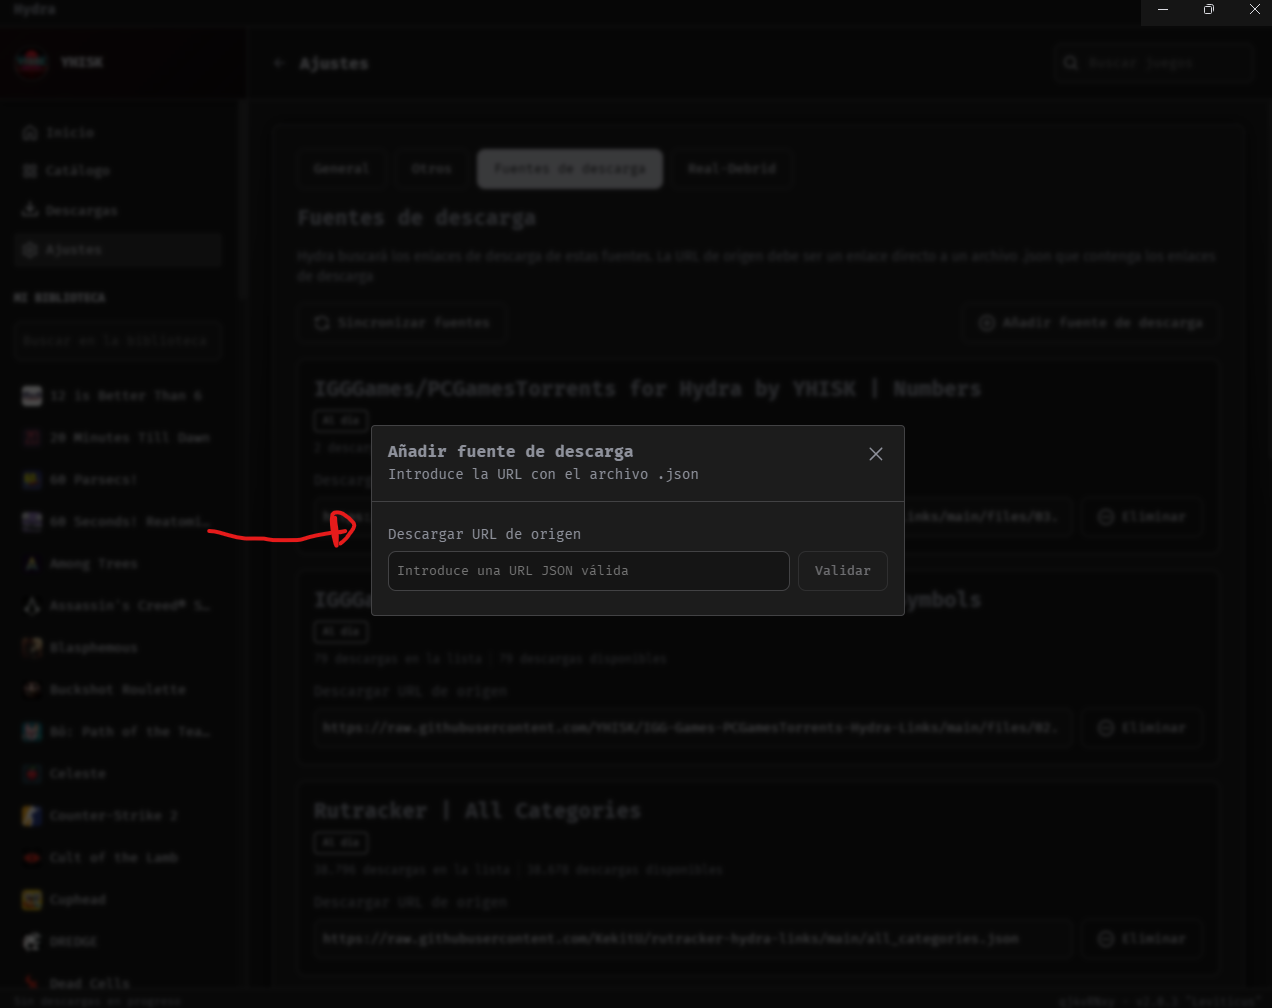 Hydra
YHISK
Ajustes
Buscar juegos
Inicio
Catálogo
Descargas
Ajustes
MI BIBLIOTECA
Buscar en la biblioteca
12 is Better Than 6
20 Minutes Till Dawn
60 Parsecs!
60 Seconds! Reatomi…
Among Trees
Assassin's Creed® S…
Blasphemous
Buckshot Roulette
Bō: Path of the Tea…
Celeste
Counter-Strike 2
Cult of the Lamb
Cuphead
DREDGE
Dead Cells
Sin descargas en progreso
General
Otros
Fuentes de descarga
Real-Debrid
Fuentes de descarga
Hydra buscará los enlaces de descarga de estas fuentes. La URL de origen debe ser un enlace directo a un archivo .json que contenga los enlaces
de descarga
Sincronizar fuentes
Añadir fuente de descarga
IGGGames/PCGamesTorrents for Hydra by YHISK | Numbers
Al día
Eliminar
Añadir fuente de descarga
Introduce la URL con el archivo .json
Descargar URL de origen
Introduce una URL JSON válida
Validar
Al día
79 descargas en la lista
79 descargas disponibles
Descargar URL de origen
https://raw.githubusercontent.com/YHISK/IGG-Games-PCGamesTorrents-Hydra-Links/main/files/02.
Eliminar
Rutracker | All Categories
Al día
Descargar URL de origen
https://raw.githubusercontent.com/KekitU/rutracker-hydra-links/main/all_categories.json
Eliminar